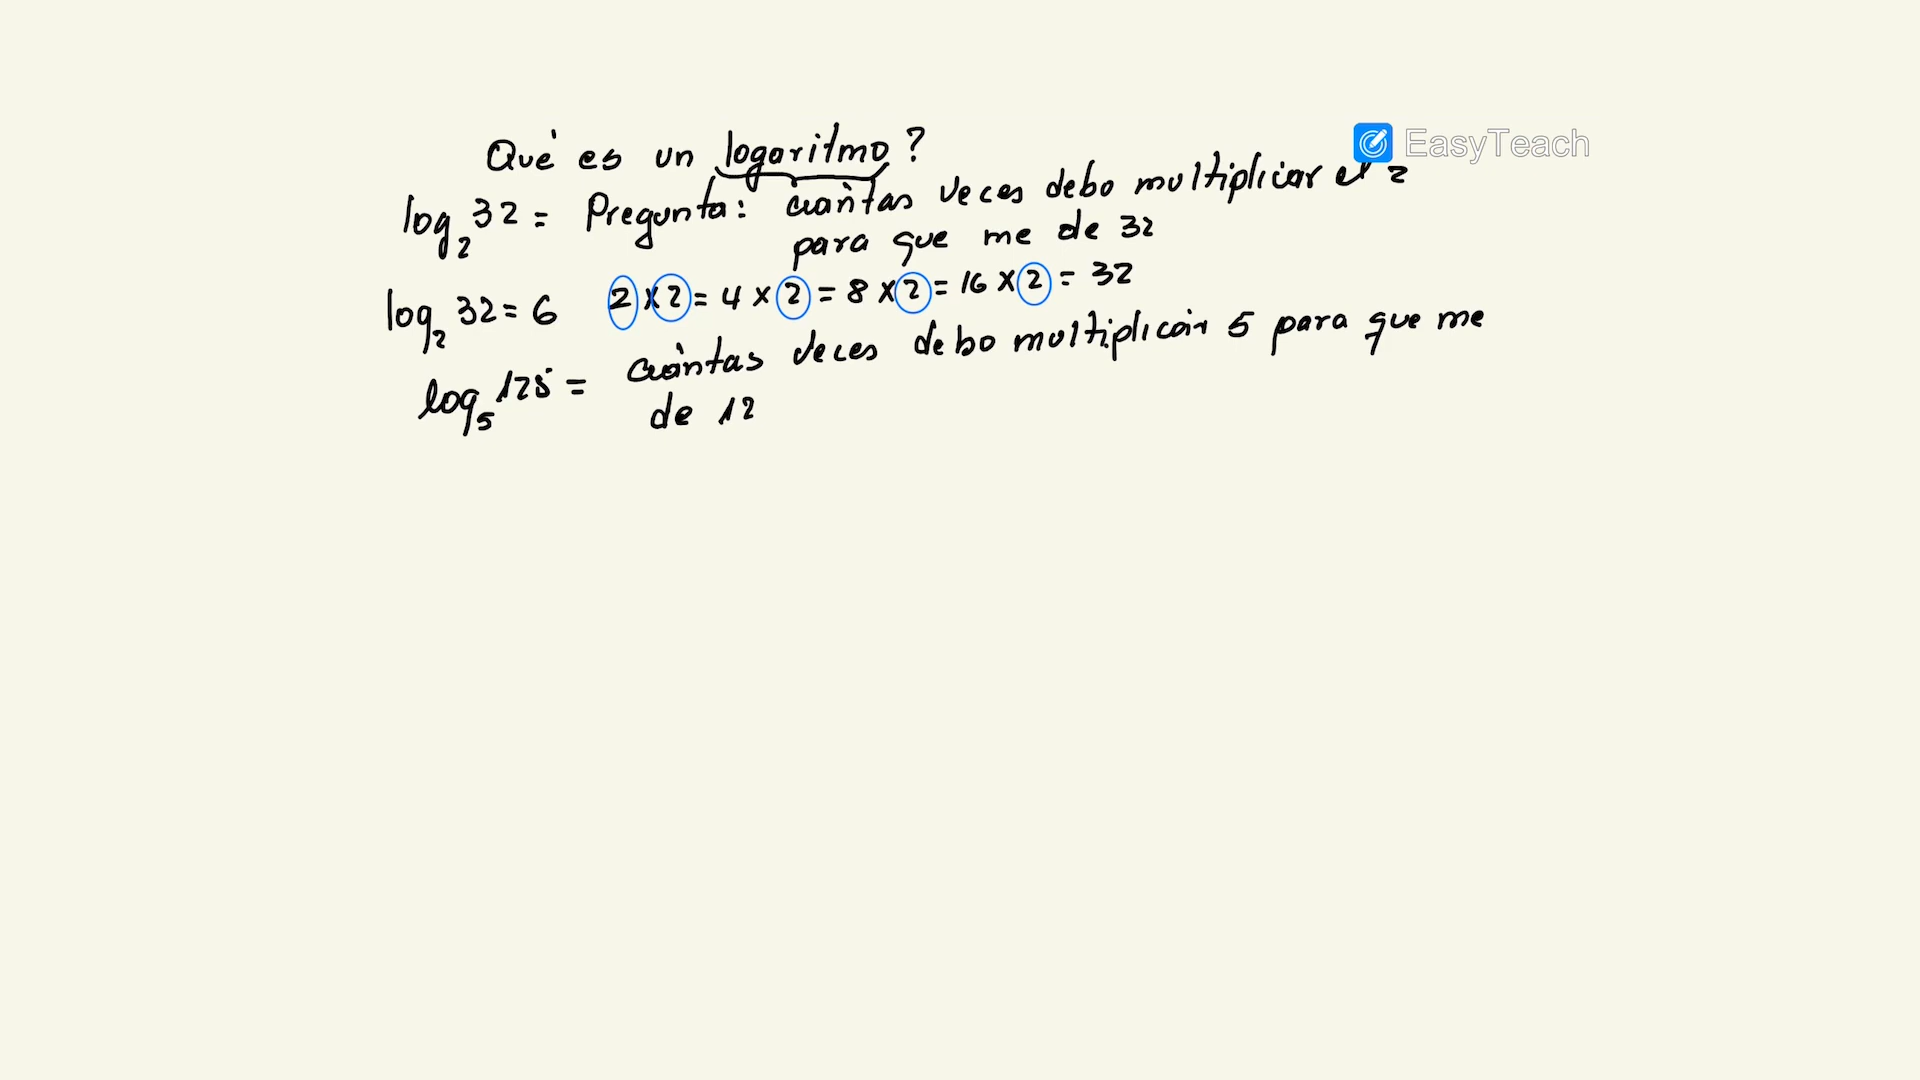 Qué es un logaritmo?
EasyTeach
log₂ 32 = Pregunta: cuántas veces debo multiplicar el 2
para que me de 32
log₂ 32 = 6 2 x 2 = 4 x 2 = 8 x 2 = 16 x 2 = 32
log₅ 125 = cuántas veces debo multiplicar 5 para que me
de 12